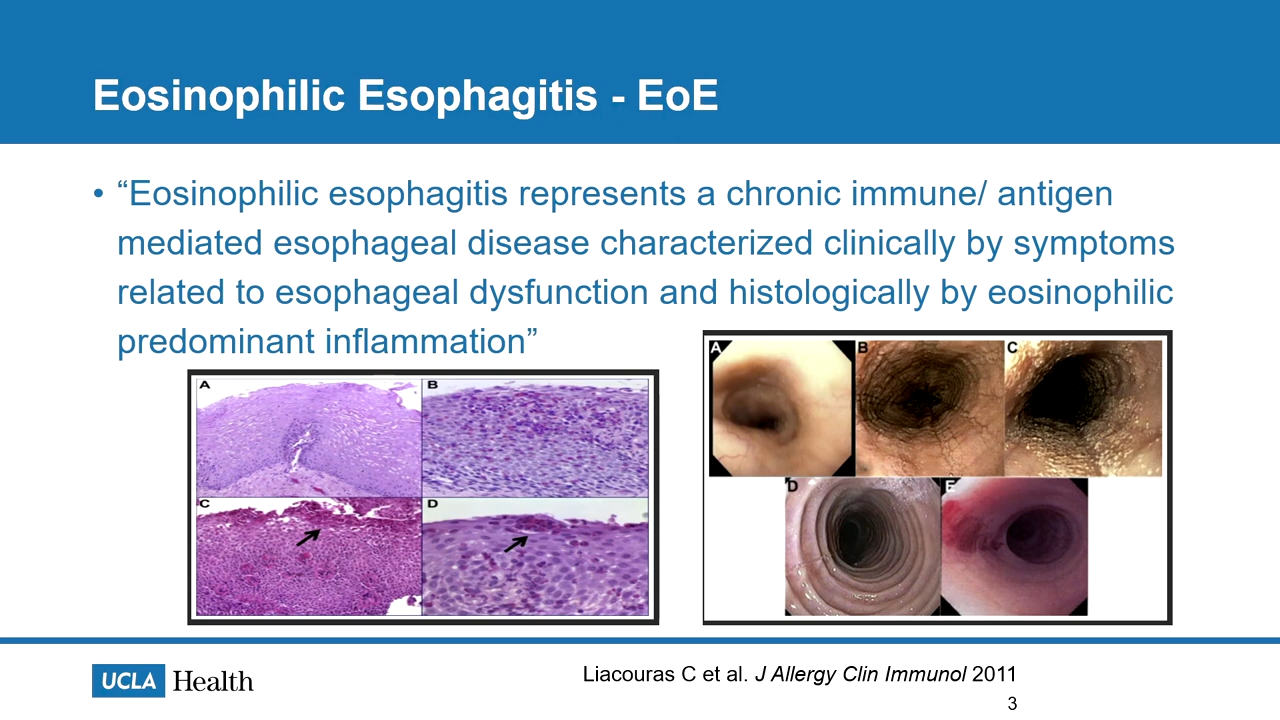 Eosinophilic Esophagitis - EoE
• “Eosinophilic esophagitis represents a chronic immune/ antigen
mediated esophageal disease characterized clinically by symptoms
related to esophageal dysfunction and histologically by eosinophilic
predominant inflammation”
A
B
C
D
A
B
C
D
E
UCLA Health
Liacouras C et al. J Allergy Clin Immunol 2011
3